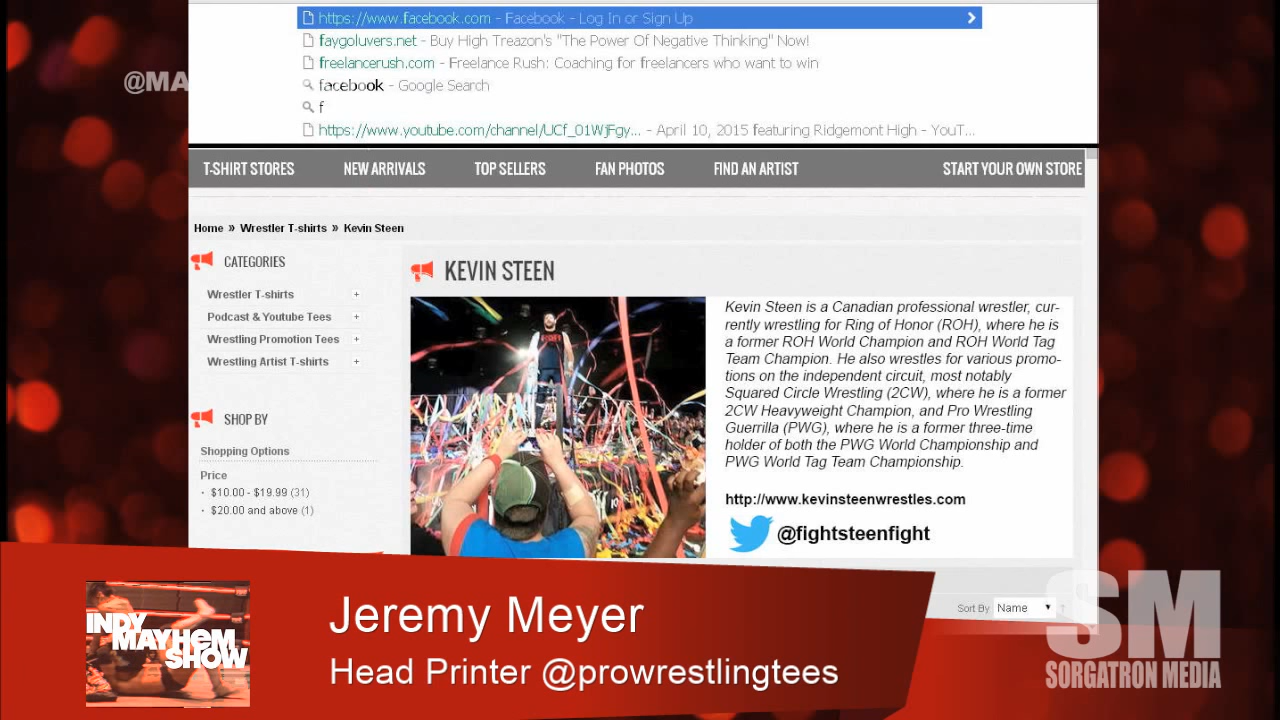 https://www.facebook.com - Facebook - Log In or Sign Up
faygoluvers.net - Buy High Treazon's "The Power Of Negative Thinking" Now!
@MA
freelancerush.com - Freelance Rush: Coaching for freelancers who want to win
facebook - Google Search
f
https://www.youtube.com/channel/UCf_01WjFgy... - April 10, 2015 featuring Ridgemont High - YouT...
T-SHIRT STORES NEW ARRIVALS TOP SELLERS FAN PHOTOS FIND AN ARTIST START YOUR OWN STORE
Home » Wrestler T-shirts » Kevin Steen
CATEGORIES
Wrestler T-shirts +
Podcast & Youtube Tees +
Wrestling Promotion Tees +
Wrestling Artist T-shirts +
SHOP BY
Shopping Options
Price
· $10.00 - $19.99 (31)
· $20.00 and above (1)
KEVIN STEEN
Kevin Steen is a Canadian professional wrestler, cur-
rently wrestling for Ring of Honor (ROH), where he is
a former ROH World Champion and ROH World Tag
Team Champion. He also wrestles for various promo-
tions on the independent circuit, most notably
Squared Circle Wrestling (2CW), where he is a former
2CW Heavyweight Champion, and Pro Wrestling
Guerrilla (PWG), where he is a former three-time
holder of both the PWG World Championship and
PWG World Tag Team Championship.
http://www.kevinsteenwrestles.com
@fightsteenfight
Sort By Name
INDY
MAYHEM
SHOW
Jeremy Meyer
Head Printer @prowrestlingtees
SM
SORGATRON MEDIA